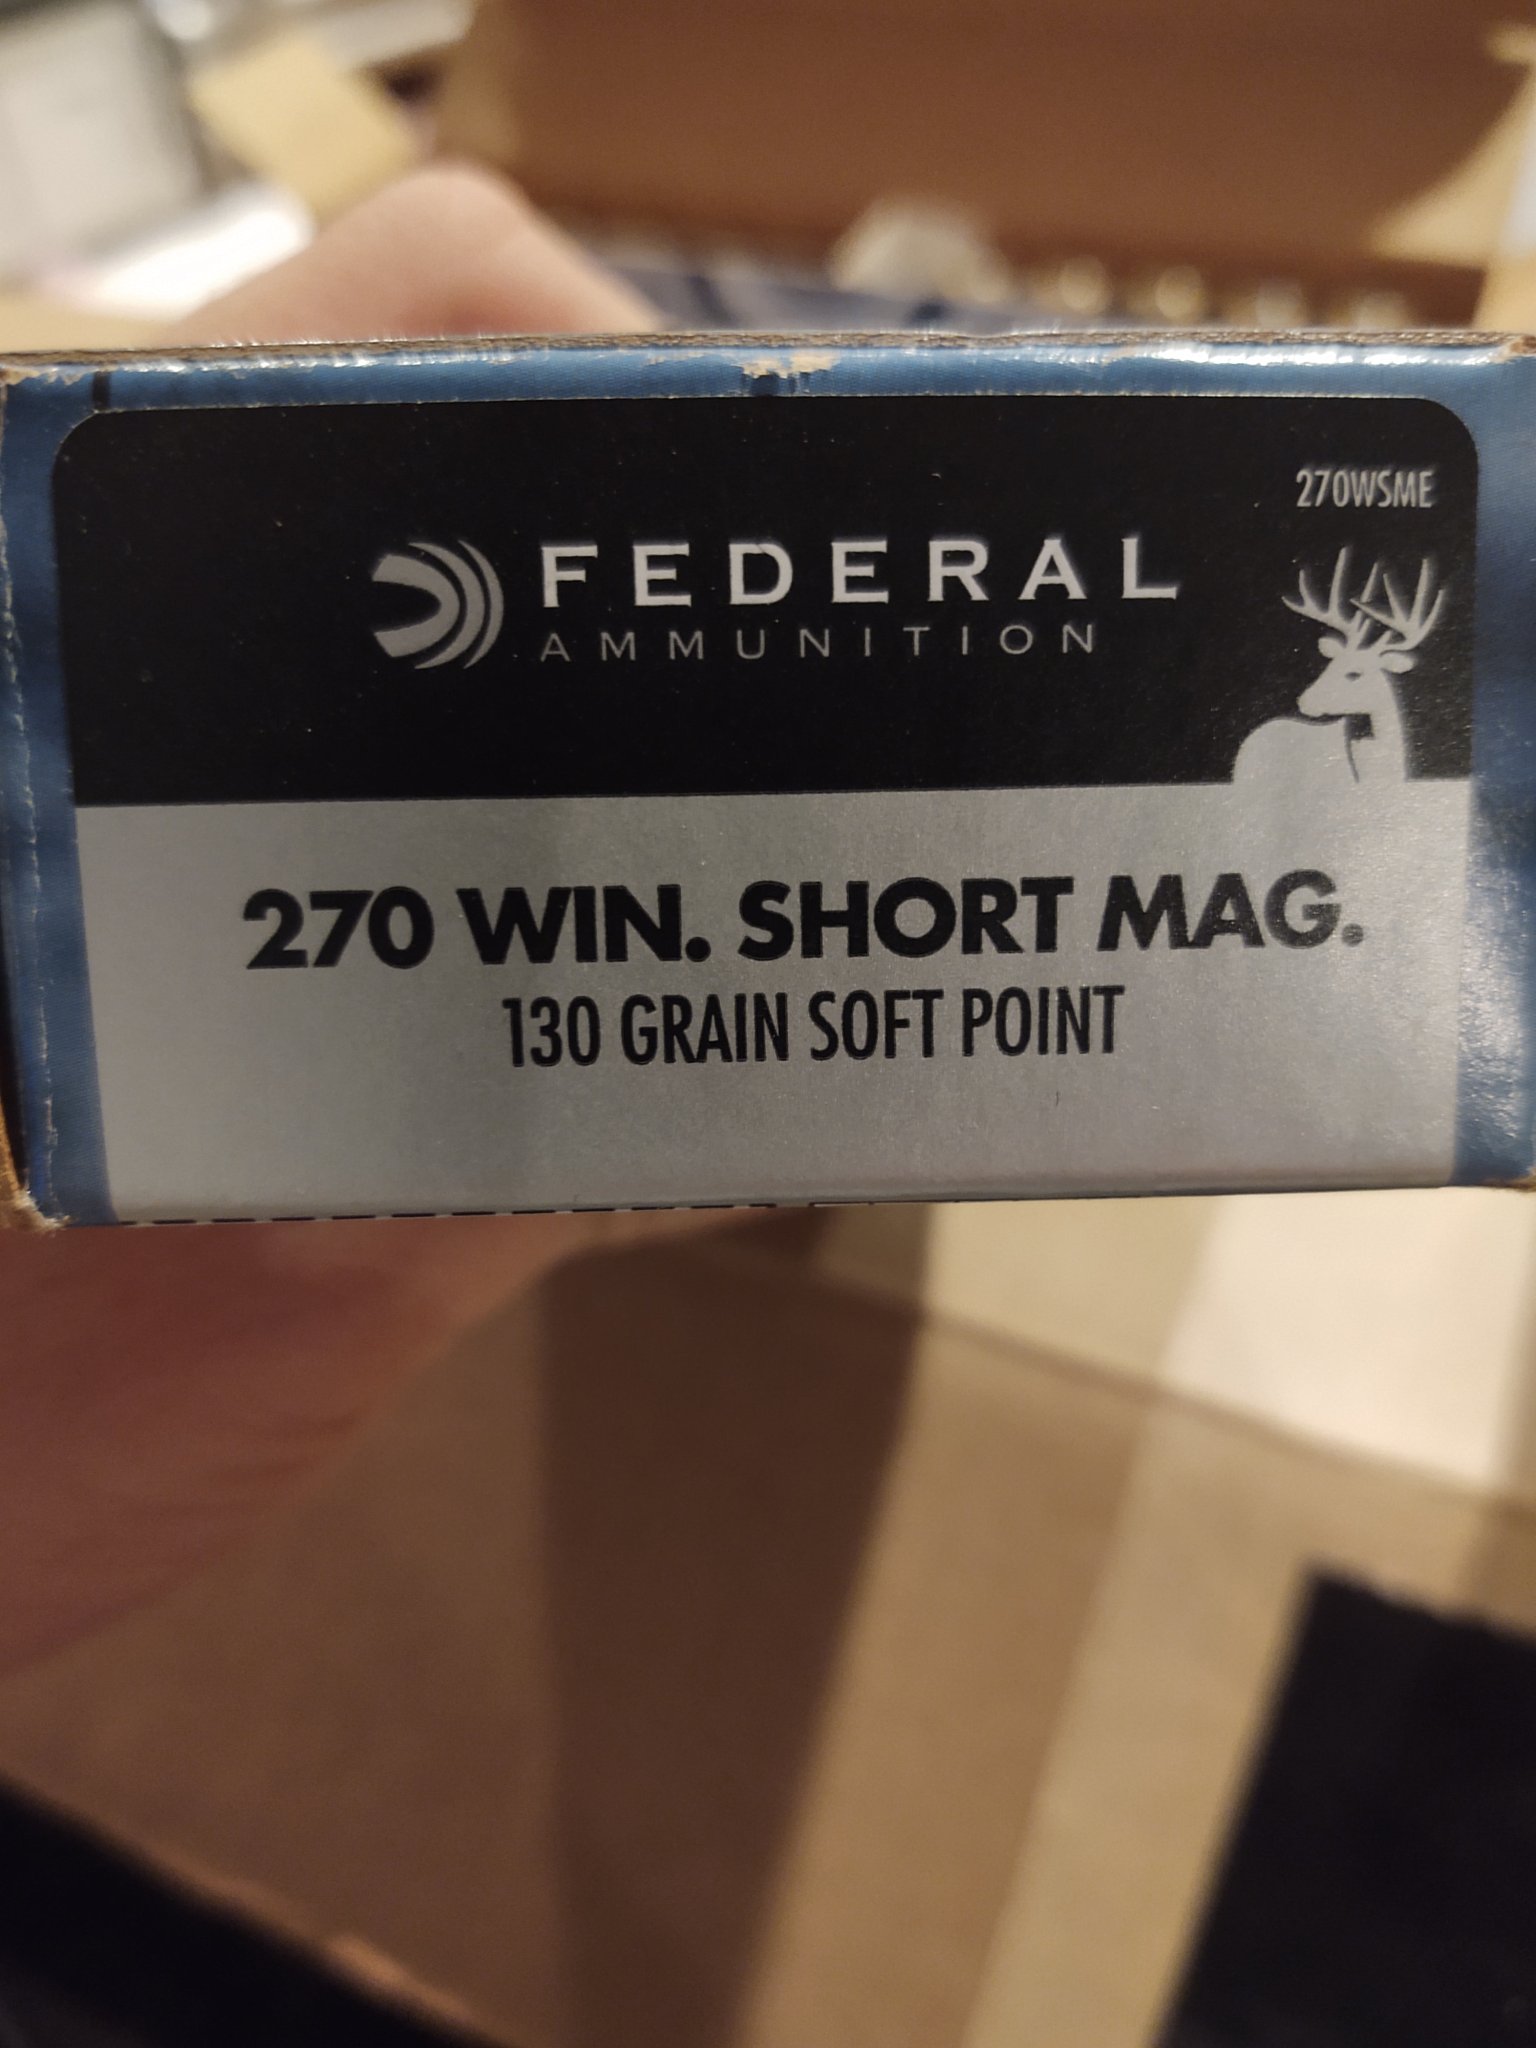 270WSME
FEDERAL
AMMUNITION
270 WIN. SHORT MAG.
130 GRAIN SOFT POINT